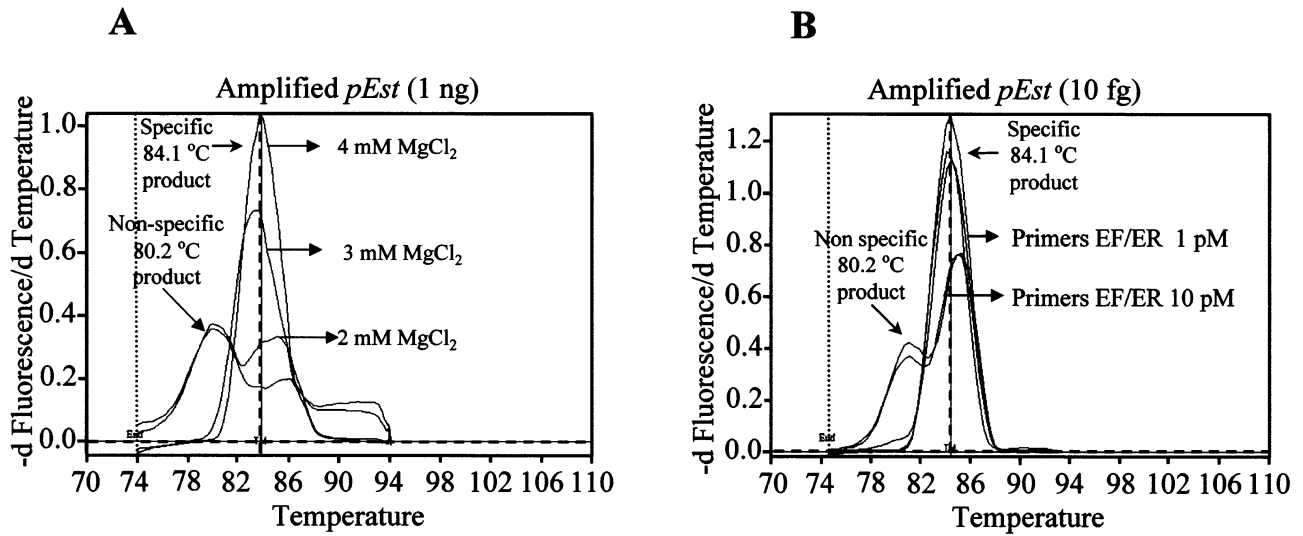 A
Amplified pEst (1 ng)
-d Fluorescence/d Temperature
1.0
0.8
0.6
0.4
0.2
0.0
Specific
84.1 °C
product
Non-specific
80.2 °C
product
4 mM MgCl₂
3 mM MgCl₂
2 mM MgCl₂
End
70 74 78 82 86 90 94 98 102 106 110
Temperature
B
Amplified pEst (10 fg)
-d Fluorescence/d Temperature
1.2
1.0
0.8
0.6
0.4
0.2
0.0
Specific
84.1 °C
product
Non specific
80.2 °C
product
Primers EF/ER 1 pM
Primers EF/ER 10 pM
End
70 74 78 82 86 90 94 98 102 106 110
Temperature